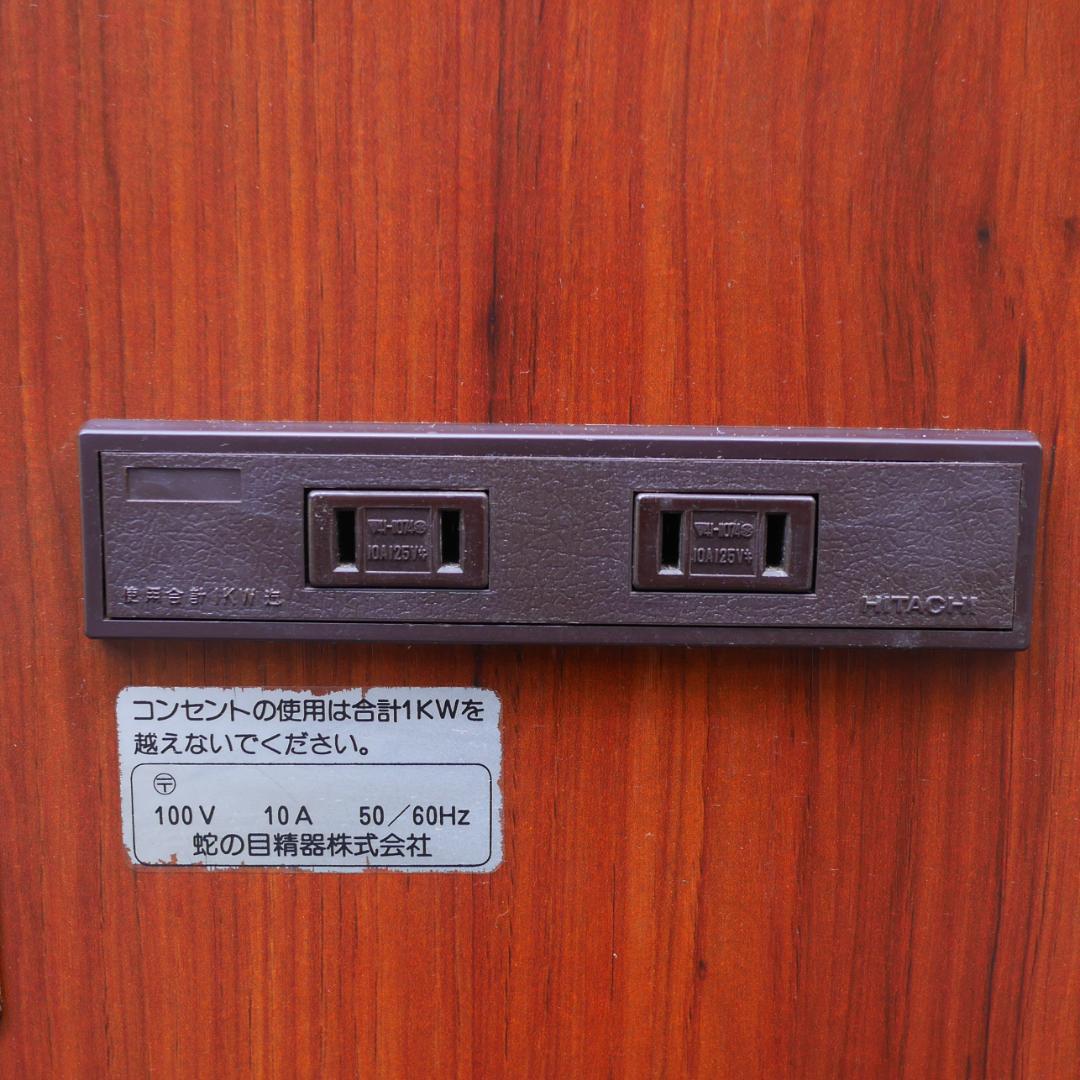 10A125V
10A125V
使用合計1KW迄
HITACHI
コンセントの使用は合計1KWを
越えないでください。
〶
100V 10A 50/60Hz
蛇の目精器株式会社